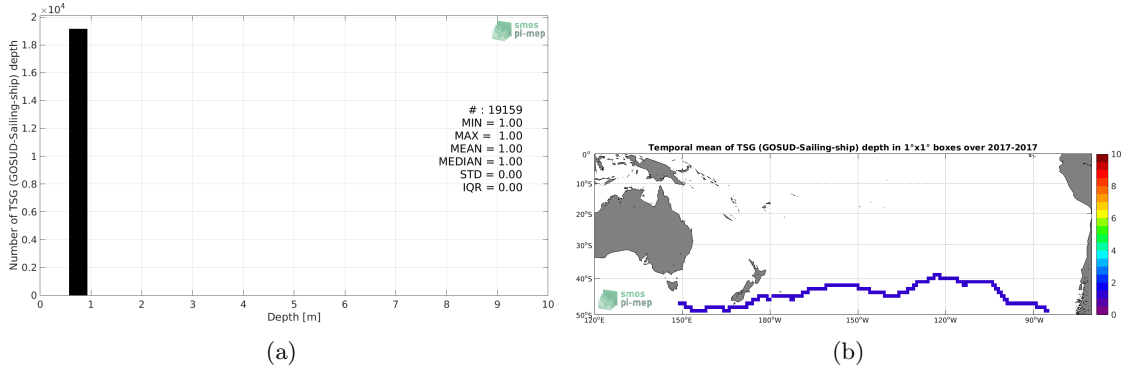 2 ×10⁴
1.8
1.6
1.4
1.2
1
0.8
0.6
0.4
0.2
0
Number of TSG (GOSUD-Sailing-ship) depth
smos
pi-mep
# : 19159
MIN = 1.00
MAX = 1.00
MEAN = 1.00
MEDIAN = 1.00
STD = 0.00
IQR = 0.00
0 1 2 3 4 5 6 7 8 9 10
Depth [m]
(a)
Temporal mean of TSG (GOSUD-Sailing-ship) depth in 1°x1° boxes over 2017-2017
0°
10°S
20°S
30°S
40°S
50°S
120°E 150°E 180°W 150°W 120°W 90°W
smos
pi-mep
10
8
6
4
2
0
(b)